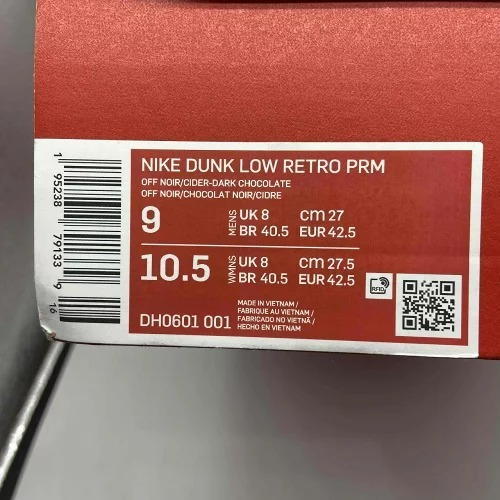 NIKE DUNK LOW RETRO PRM
OFF NOIR/CIDER-DARK CHOCOLATE
OFF NOIR/CHOCOLAT NOIR/CIDRE
9 MENS UK 8 CM 27
BR 40.5 EUR 42.5
10.5 WMNS UK 8 CM 27.5
BR 40.5 EUR 42.5
RFID
MADE IN VIETNAM /
FABRIQUE AU VIETNAM /
FABRICADO NO VIETNÃ /
HECHO EN VIETNAM
DH0601 001
1 95238 79133 9 16